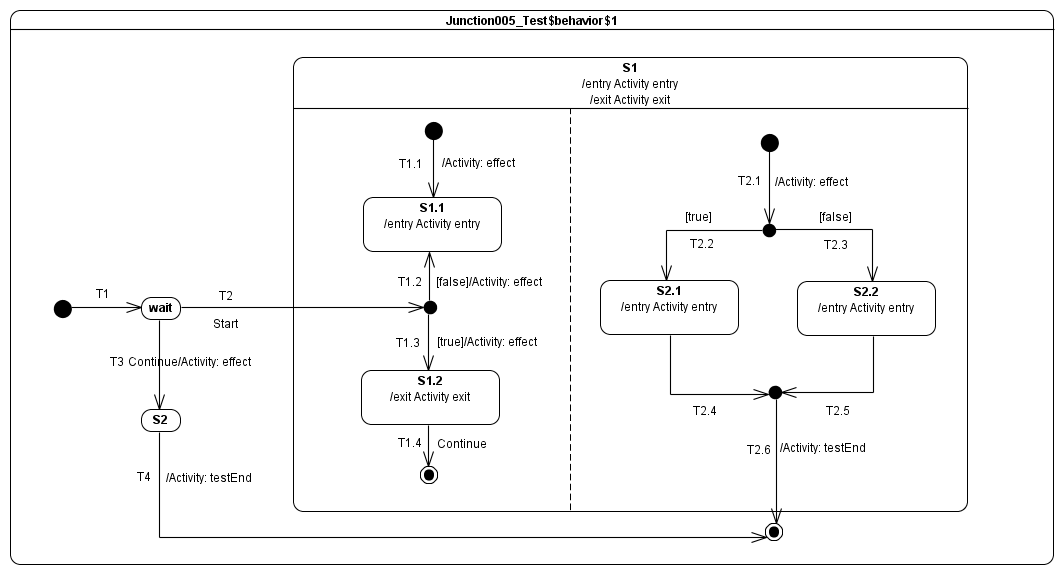 Junction005_Test$behavior$1
S1
/entry Activity entry
/exit Activity exit
T1.1
/Activity: effect
T2.1
/Activity: effect
S1.1
/entry Activity entry
[true]
[false]
T2.2
T2.3
T1.2
[false]/Activity: effect
S2.1
/entry Activity entry
S2.2
/entry Activity entry
T1
wait
T2
Start
T1.3
[true]/Activity: effect
T3 Continue/Activity: effect
S1.2
/exit Activity exit
S2
T2.4
T2.5
T1.4
Continue
T2.6
/Activity: testEnd
T4
/Activity: testEnd